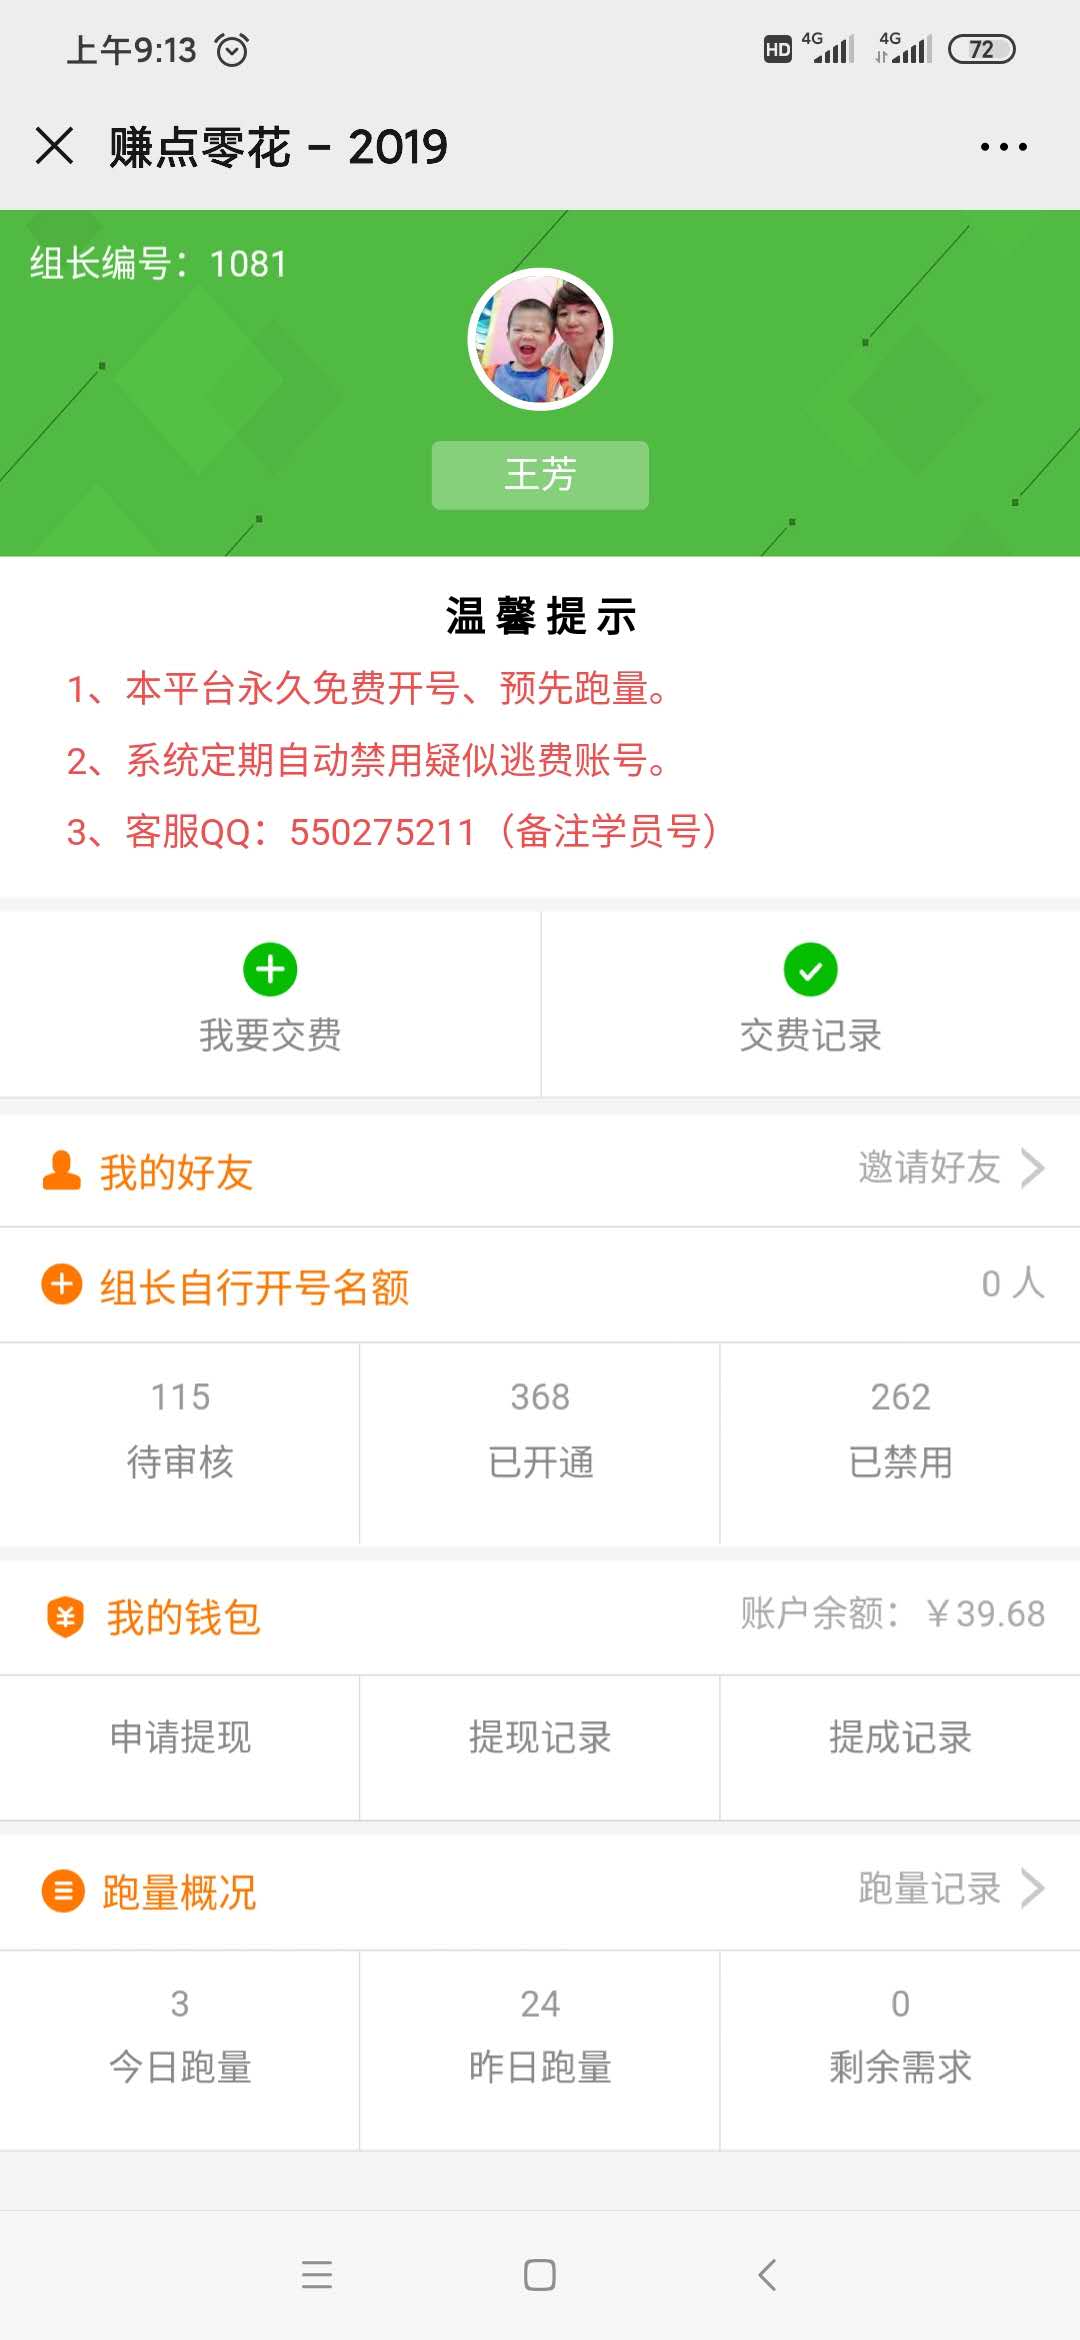 上午9:13
HD 4G 4G 72
赚点零花 – 2019
组长编号：1081
王芳
温馨提示
1、本平台永久免费开号、预先跑量。
2、系统定期自动禁用疑似逃费账号。
3、客服QQ：550275211（备注学员号）
我要交费 交费记录
我的好友 邀请好友
组长自行开号名额 0 人
115 368 262
待审核 已开通 已禁用
我的钱包 账户余额：￥39.68
申请提现 提现记录 提成记录
跑量概况 跑量记录
3 24 0
今日跑量 昨日跑量 剩余需求